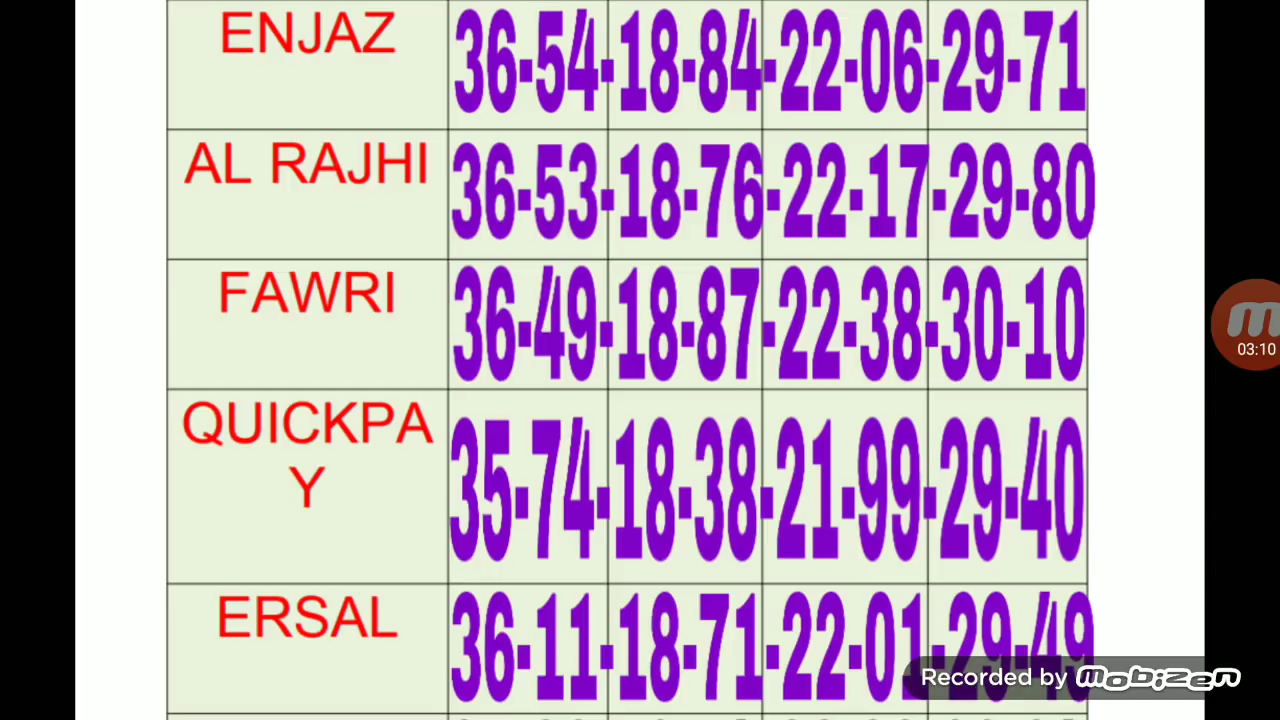 ENJAZ 36-54-18-84-22-06-29-71
AL RAJHI 36-53-18-76-22-17-29-80
FAWRI 36-49-18-87-22-38-30-10
QUICKPA 35-74-18-38-21-99-29-40
Y
ERSAL 36-11-18-71-22-01-29-49
03:10
Recorded by mobizen